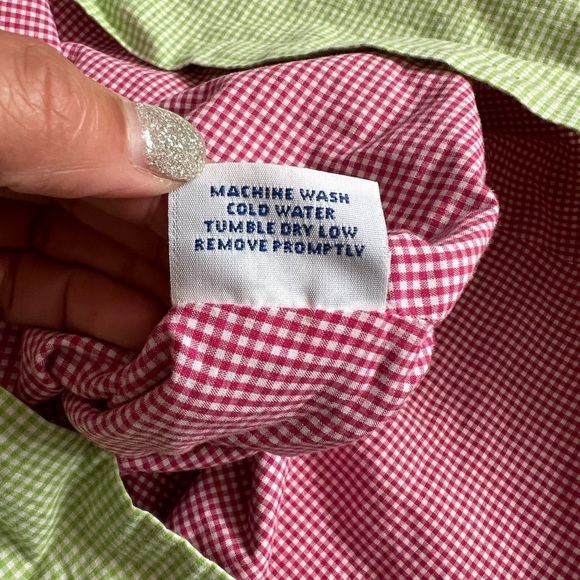 MACHINE WASH
COLD WATER
TUMBLE DRY LOW
REMOVE PROMPTLY